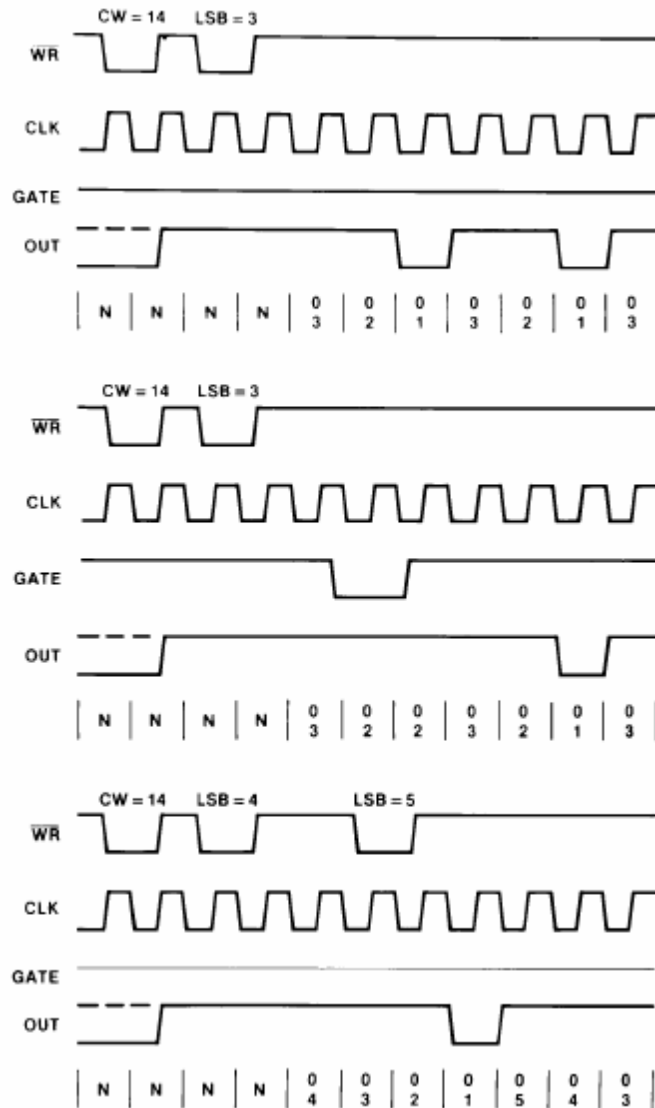 CW = 14 LSB = 3
WR
CLK
GATE
OUT
N N N N 0 0 0 0 0 0 0
3 2 1 3 2 1 3
CW = 14 LSB = 3
WR
CLK
GATE
OUT
N N N N 0 0 0 0 0 0 0
3 2 2 3 2 1 3
CW = 14 LSB = 4 LSB = 5
WR
CLK
GATE
OUT
N N N N 0 0 0 0 0 0 0
4 3 2 1 5 4 3